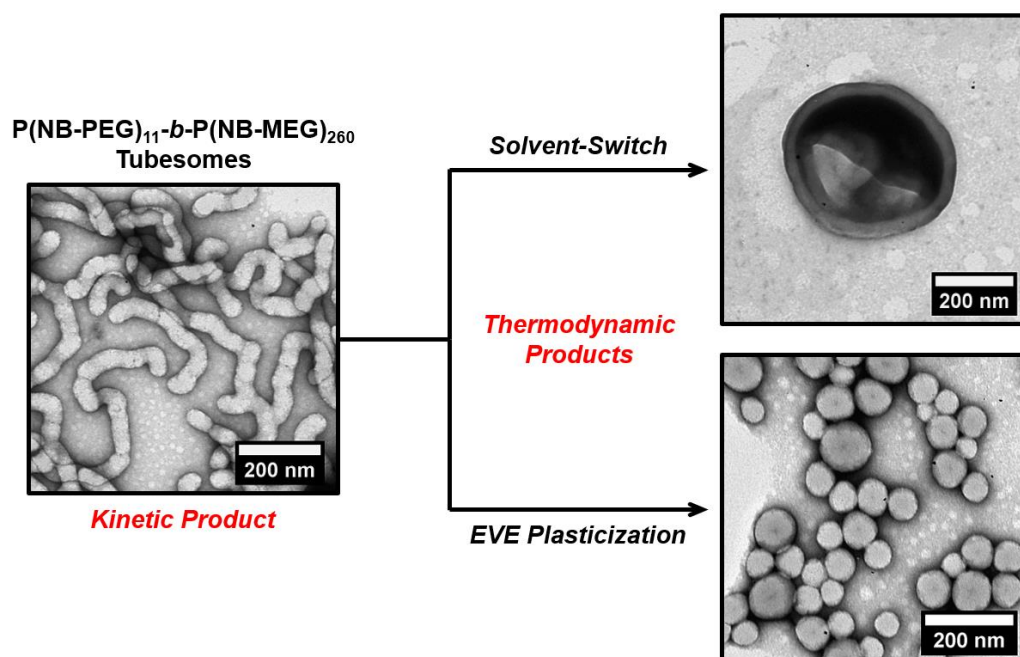 P(NB-PEG)₁₁-b-P(NB-MEG)₂₆₀
Tubesomes
200 nm
Kinetic Product
Solvent-Switch
Thermodynamic
Products
EVE Plasticization
200 nm
200 nm